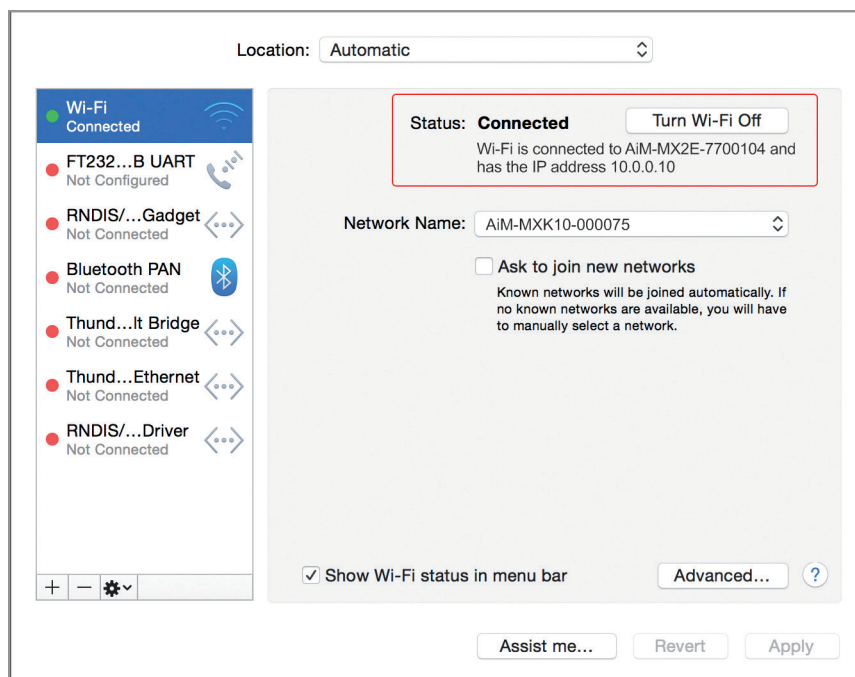 Location: Automatic
Wi-Fi
Connected
FT232...B UART
Not Configured
RNDIS/...Gadget
Not Connected
Bluetooth PAN
Not Connected
Thund...lt Bridge
Not Connected
Thund...Ethernet
Not Connected
RNDIS/...Driver
Not Connected
Status: Connected
Turn Wi-Fi Off
Wi-Fi is connected to AiM-MX2E-7700104 and
has the IP address 10.0.0.10
Network Name: AiM-MXK10-000075
Ask to join new networks
Known networks will be joined automatically. If
no known networks are available, you will have
to manually select a network.
Show Wi-Fi status in menu bar
Advanced...
?
Assist me...
Revert
Apply